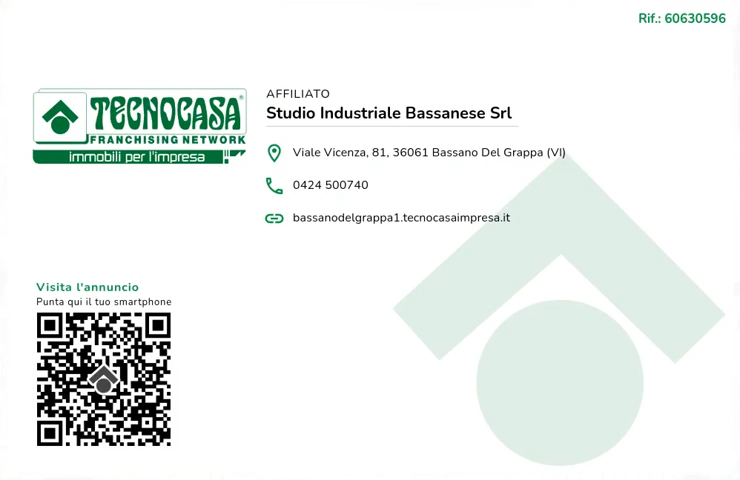 Rif.: 60630596
TECNOCASA
FRANCHISING NETWORK
immobili per l'impresa
AFFILIATO
Studio Industriale Bassanese Srl
Viale Vicenza, 81, 36061 Bassano Del Grappa (VI)
0424 500740
bassanodelgrappa1.tecnocasaimpresa.it
Visita l'annuncio
Punta qui il tuo smartphone